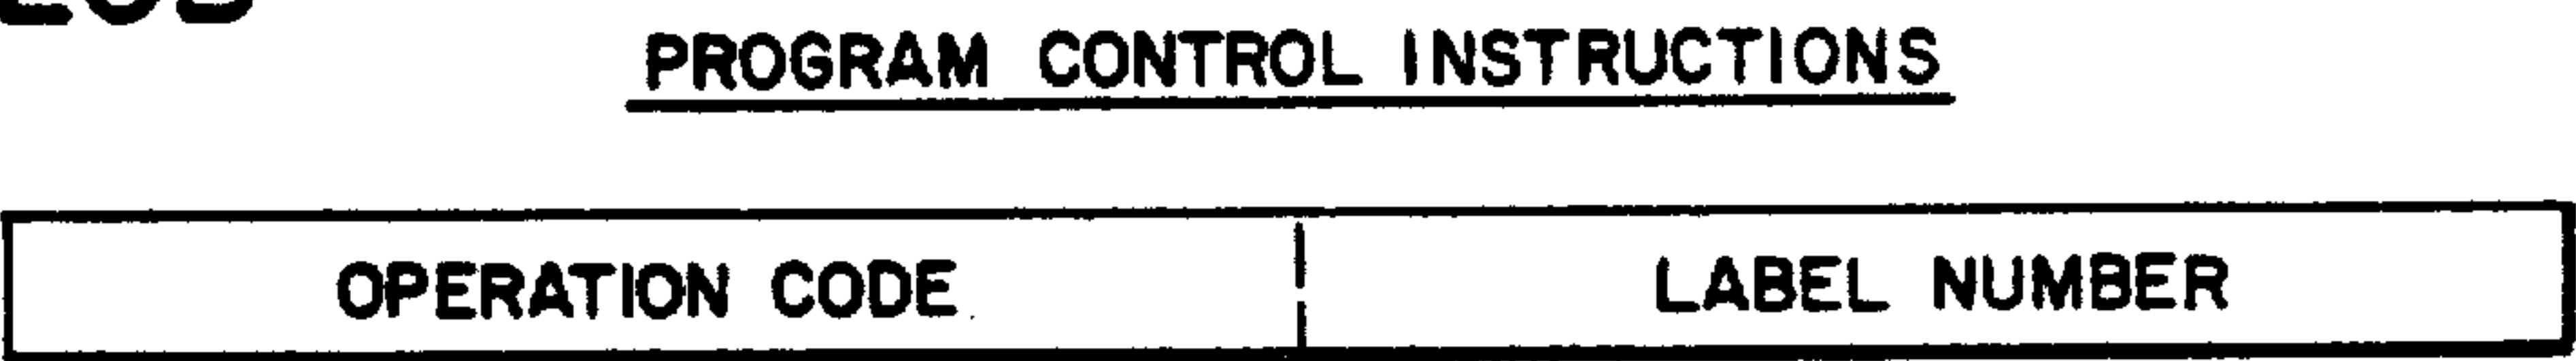 PROGRAM CONTROL INSTRUCTIONS
OPERATION CODE LABEL NUMBER